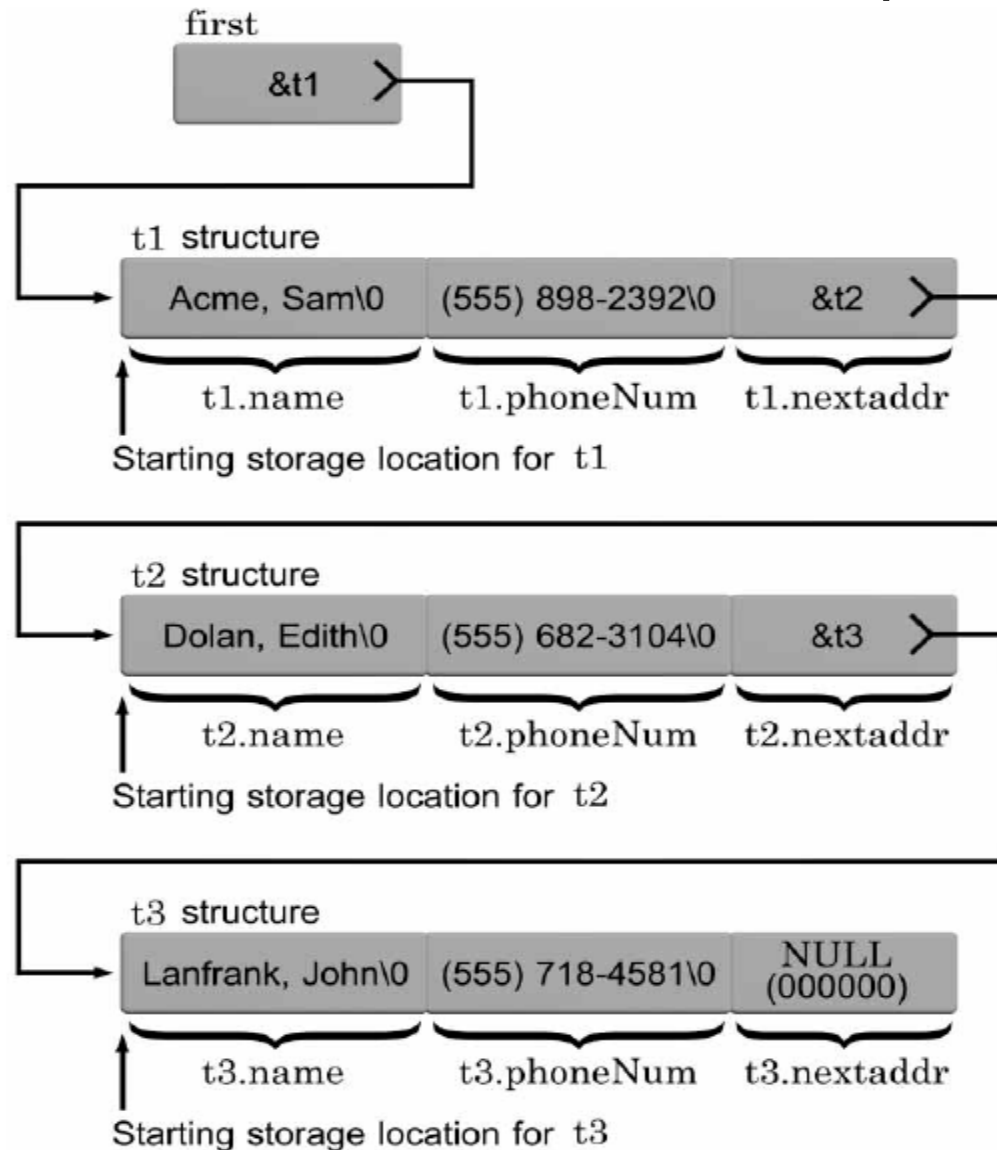 first
&t1
t1 structure
Acme, Sam\0 (555) 898-2392\0 &t2
t1.name t1.phoneNum t1.nextaddr
Starting storage location for t1
t2 structure
Dolan, Edith\0 (555) 682-3104\0 &t3
t2.name t2.phoneNum t2.nextaddr
Starting storage location for t2
t3 structure
Lanfrank, John\0 (555) 718-4581\0 NULL
(000000)
t3.name t3.phoneNum t3.nextaddr
Starting storage location for t3